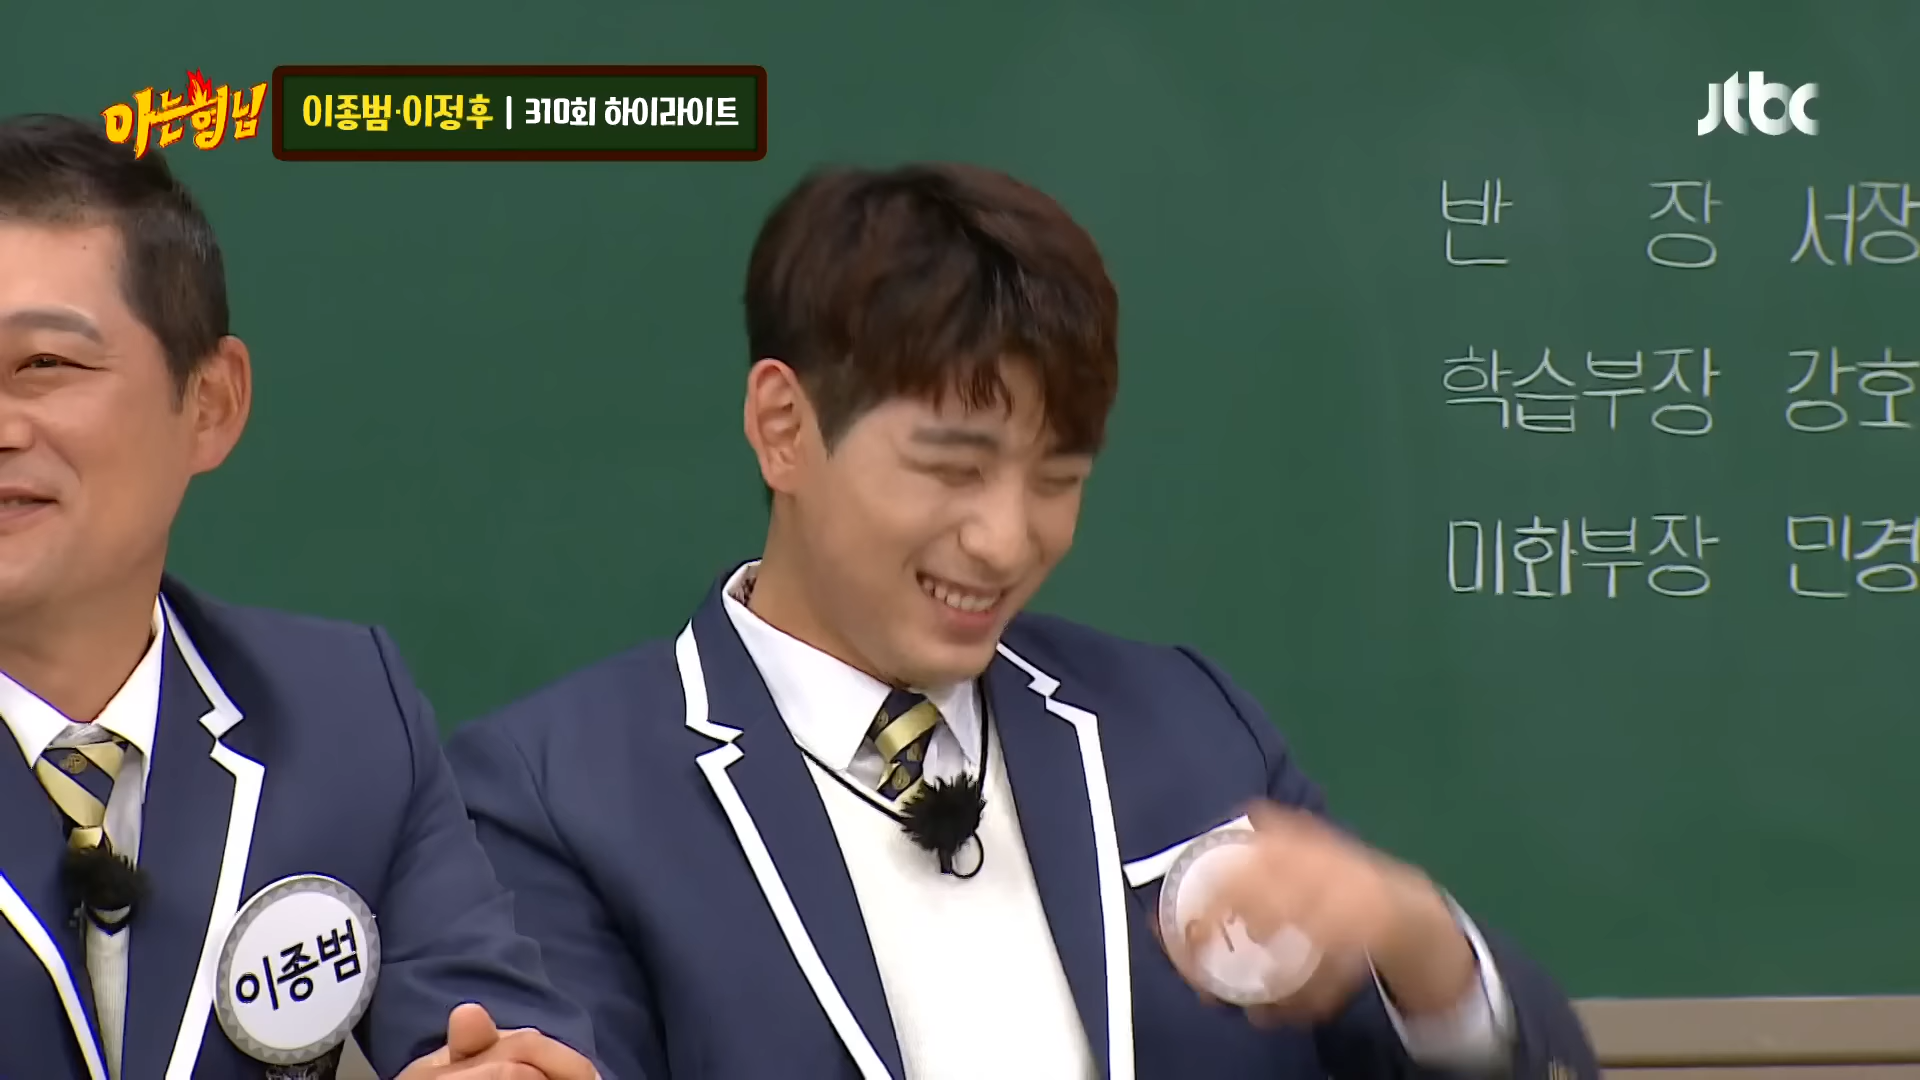 아는형님
이종범·이정후 | 310회 하이라이트
jtbc
반 장 서장
학습부장 강호
미화부장 민경
이종범